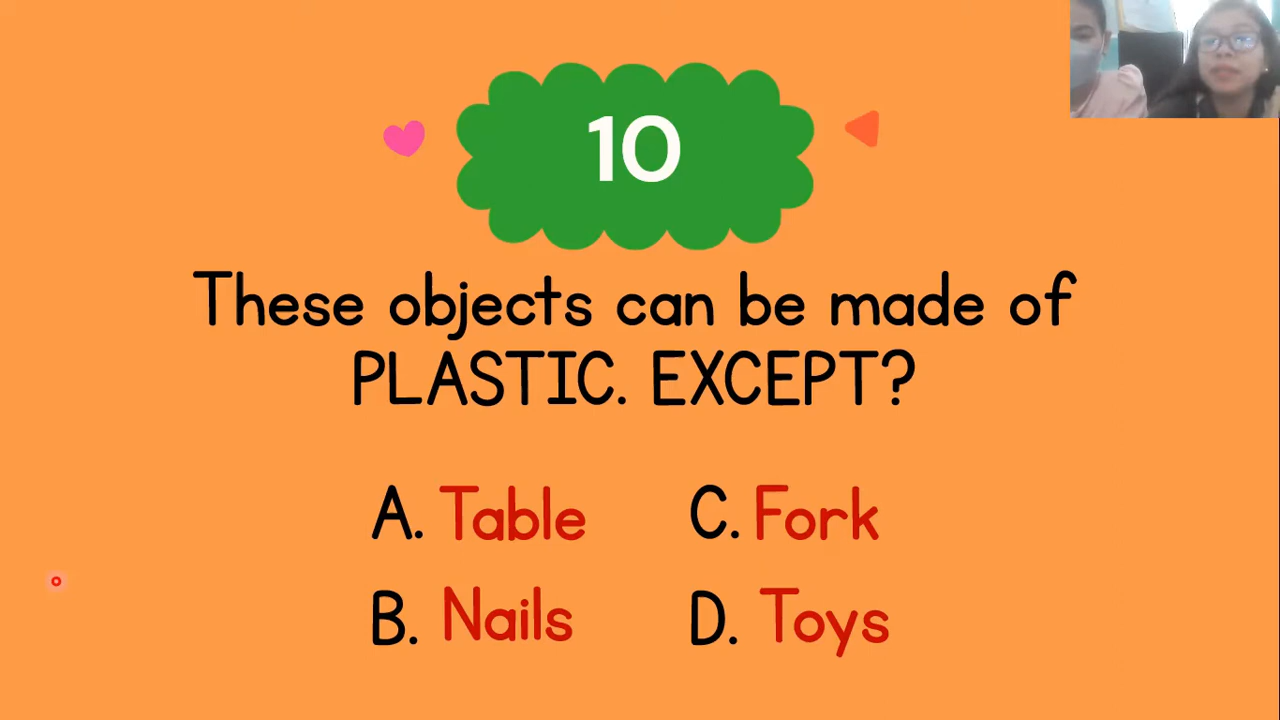 10
These objects can be made of
PLASTIC. EXCEPT?
A. Table
C. Fork
B. Nails
D. Toys